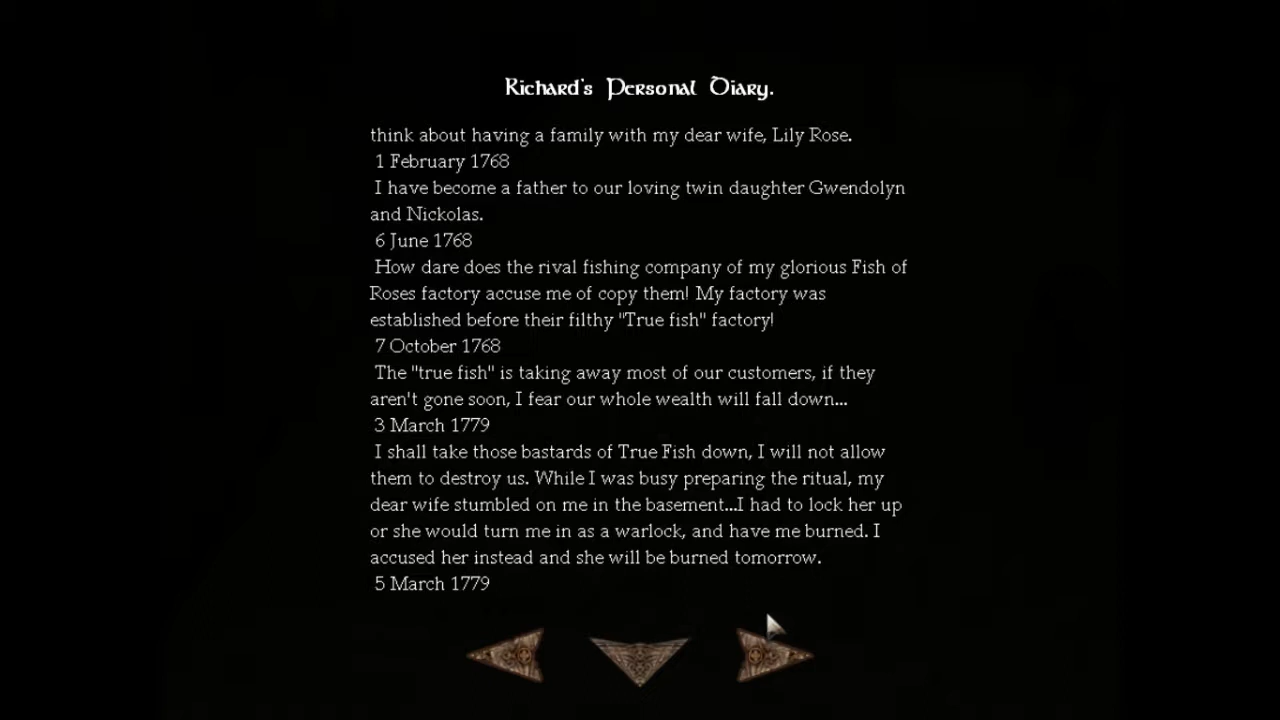 Richard's Personal Diary.
think about having a family with my dear wife, Lily Rose.
1 February 1768
I have become a father to our loving twin daughter Gwendolyn
and Nickolas.
6 June 1768
How dare does the rival fishing company of my glorious Fish of
Roses factory accuse me of copy them! My factory was
established before their filthy "True fish" factory!
7 October 1768
The "true fish" is taking away most of our customers, if they
aren't gone soon, I fear our whole wealth will fall down...
3 March 1779
I shall take those bastards of True Fish down, I will not allow
them to destroy us. While I was busy preparing the ritual, my
dear wife stumbled on me in the basement...I had to lock her up
or she would turn me in as a warlock, and have me burned. I
accused her instead and she will be burned tomorrow.
5 March 1779